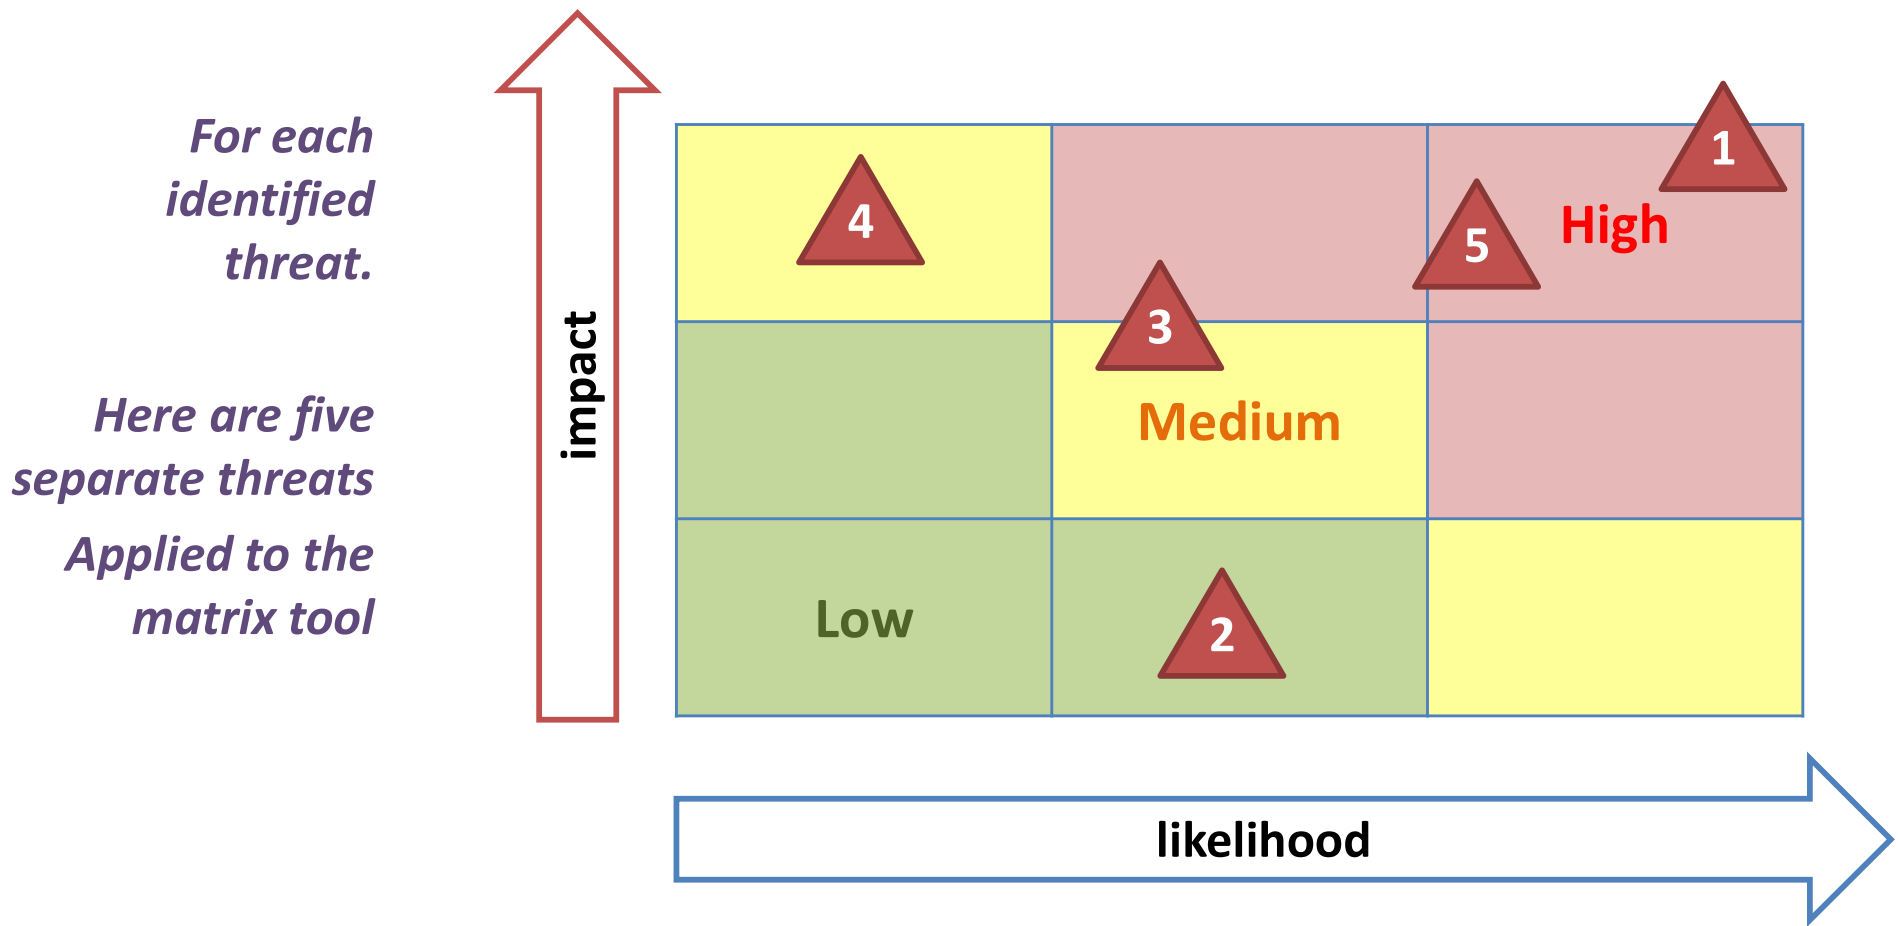 For each
identified
threat.
Here are five
separate threats
Applied to the
matrix tool
impact
1
4
High
5
3
Medium
Low
2
likelihood